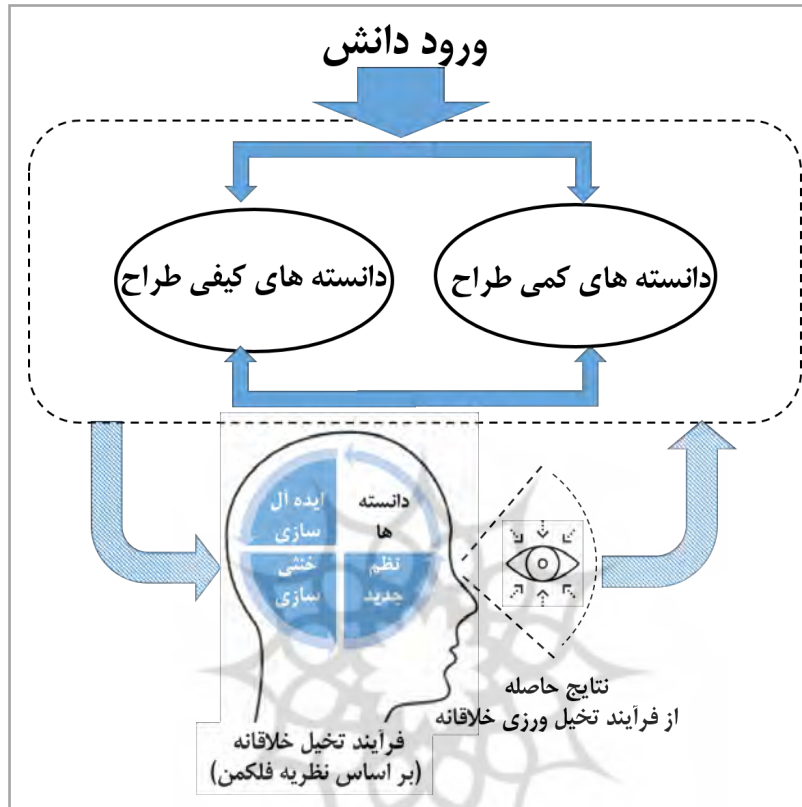 ورود دانش
دانسته های کمی طراح
دانسته های کیفی طراح
دانسته
ها
ایده آل
سازی
خنثی
سازی
نظم
جدید
نتایج حاصله
از فرآیند تخیل ورزی خلاقانه
فرآیند تخیل خلاقانه
(بر اساس نظریه فلکمن)